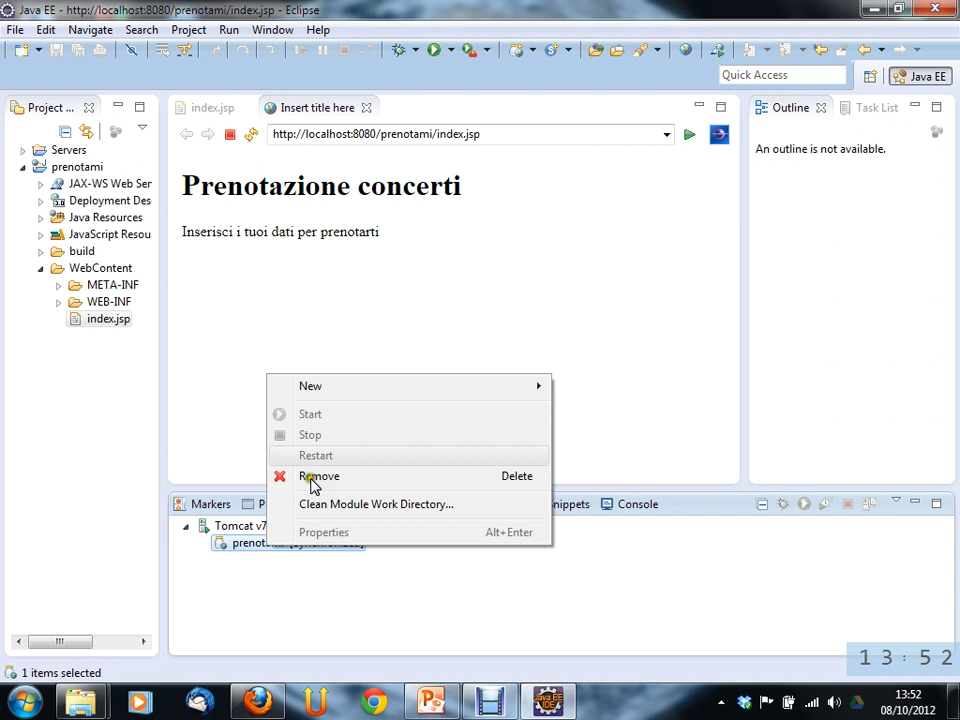 Java EE - http://localhost:8080/prenotami/index.jsp - Eclipse
File Edit Navigate Search Project Run Window Help
Quick Access
Java EE
Project ...
index.jsp
Insert title here
Outline
Task List
http://localhost:8080/prenotami/index.jsp
An outline is not available.
Servers
prenotami
JAX-WS Web Ser
Deployment Des
Java Resources
JavaScript Resou
build
WebContent
META-INF
WEB-INF
index.jsp
Prenotazione concerti
Inserisci i tuoi dati per prenotarti
New
Start
Stop
Restart
Remove Delete
Clean Module Work Directory...
Properties Alt+Enter
Markers
P
nippets
Console
Tomcat v7
1 items selected
13:52
13:52
08/10/2012
Java EE
IDE